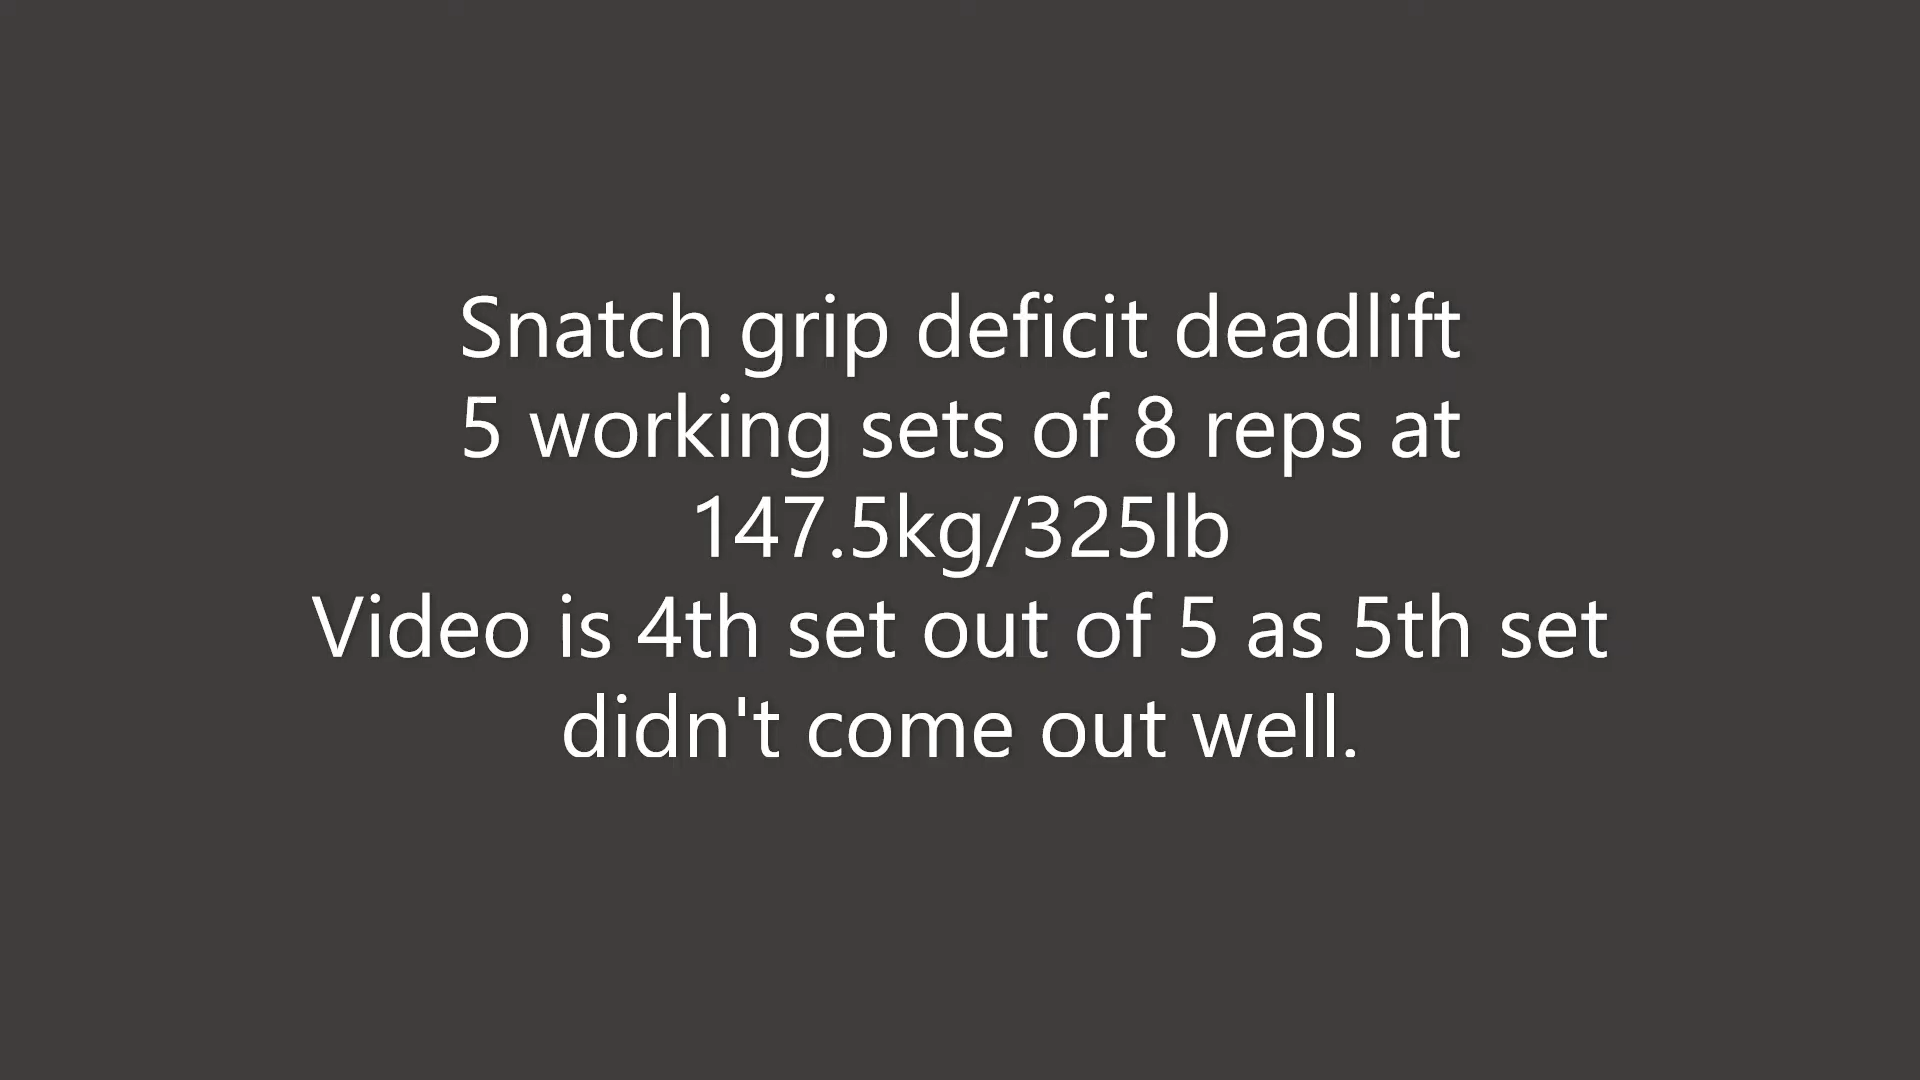 Snatch grip deficit deadlift
5 working sets of 8 reps at
147.5kg/325lb
Video is 4th set out of 5 as 5th set
didn't come out well.